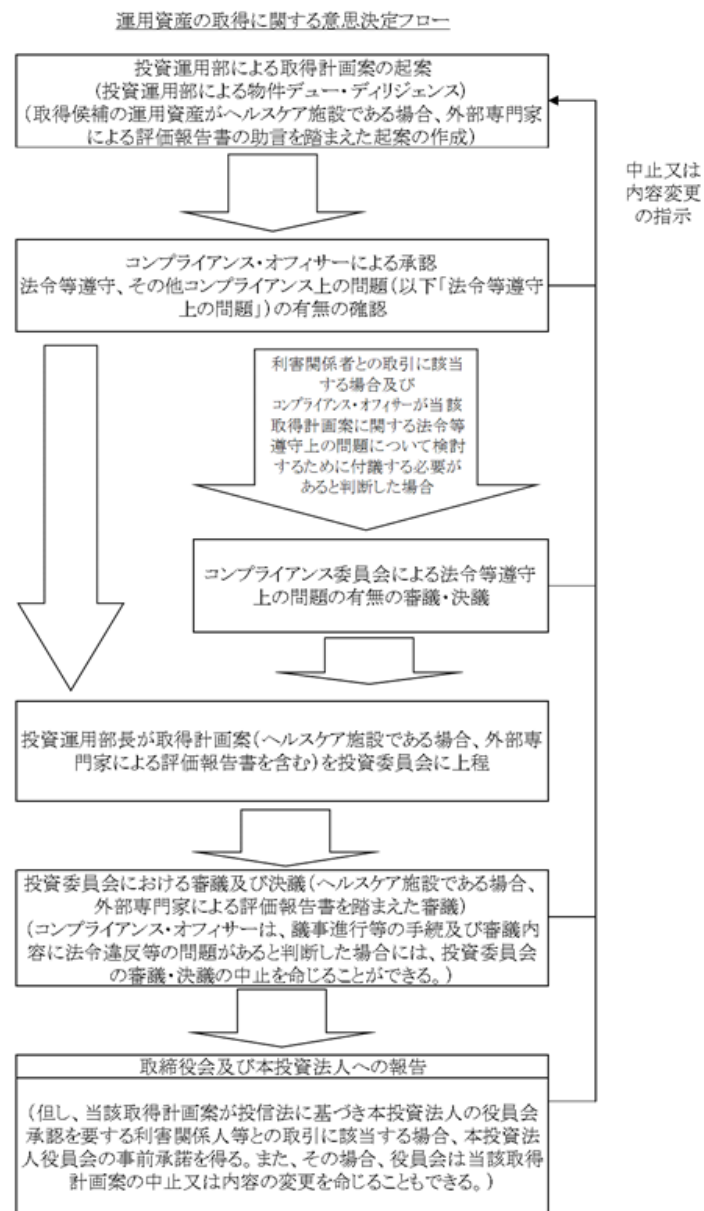 運用資産の取得に関する意思決定フロー
投資運用部による取得計画案の起案
(投資運用部による物件デュー・ディリジェンス)
(取得候補の運用資産がヘルスケア施設である場合、外部専門家
による評価報告書の助言を踏まえた起案の作成)
中止又は
内容変更
の指示
コンプライアンス・オフィサーによる承認
法令等遵守、その他コンプライアンス上の問題(以下「法令等遵守
上の問題」)の有無の確認
利害関係者との取引に該当
する場合及び
コンプライアンス・オフィサーが当該
取得計画案に関する法令等
遵守上の問題について検討
するために付議する必要が
あると判断した場合
コンプライアンス委員会による法令等遵守
上の問題の有無の審議・決議
投資運用部長が取得計画案(ヘルスケア施設である場合、外部専
門家による評価報告書を含む)を投資委員会に上程
投資委員会における審議及び決議(ヘルスケア施設である場合、
外部専門家による評価報告書を踏まえた審議)
(コンプライアンス・オフィサーは、議事進行等の手続及び審議内
容に法令違反等の問題があると判断した場合には、投資委員会
の審議・決議の中止を命じることができる。)
取締役会及び本投資法人への報告
(但し、当該取得計画案が投信法に基づき本投資法人の役員会
承認を要する利害関係人等との取引に該当する場合、本投資法
人役員会の事前承諾を得る。また、その場合、役員会は当該取得
計画案の中止又は内容の変更を命じることもできる。)